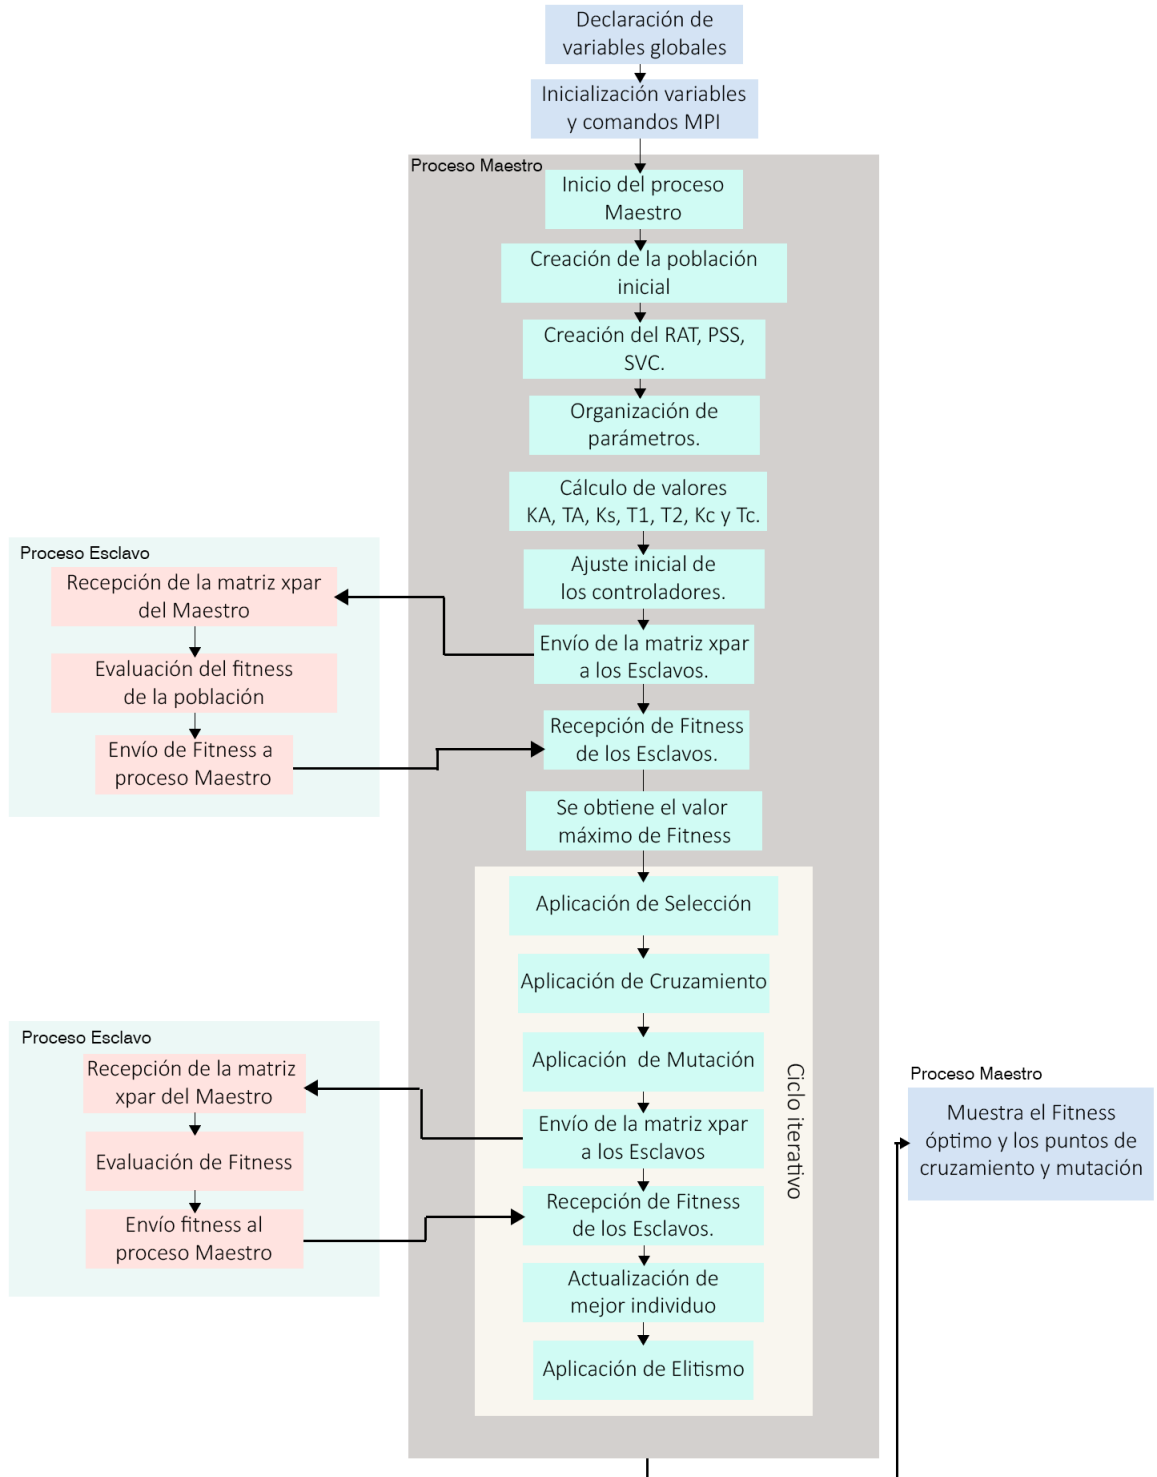 Declaración de
variables globales
Inicialización variables
y comandos MPI
Proceso Maestro
Inicio del proceso
Maestro
Creación de la población
inicial
Creación del RAT, PSS,
SVC.
Organización de
parámetros.
Cálculo de valores
KA, TA, Ks, T1, T2, Kc y Tc.
Ajuste inicial de
los controladores.
Envío de la matriz xpar
a los Esclavos.
Proceso Esclavo
Recepción de la matriz xpar
del Maestro
Evaluación del fitness
de la población
Envío de Fitness a
proceso Maestro
Recepción de Fitness
de los Esclavos.
Se obtiene el valor
máximo de Fitness
Aplicación de Selección
Aplicación de Cruzamiento
Aplicación de Mutación
Envío de la matriz xpar
a los Esclavos
Proceso Esclavo
Recepción de la matriz
xpar del Maestro
Evaluación de Fitness
Envío fitness al
proceso Maestro
Recepción de Fitness
de los Esclavos.
Actualización de
mejor individuo
Aplicación de Elitismo
Ciclo iterativo
Proceso Maestro
Muestra el Fitness
óptimo y los puntos de
cruzamiento y mutación